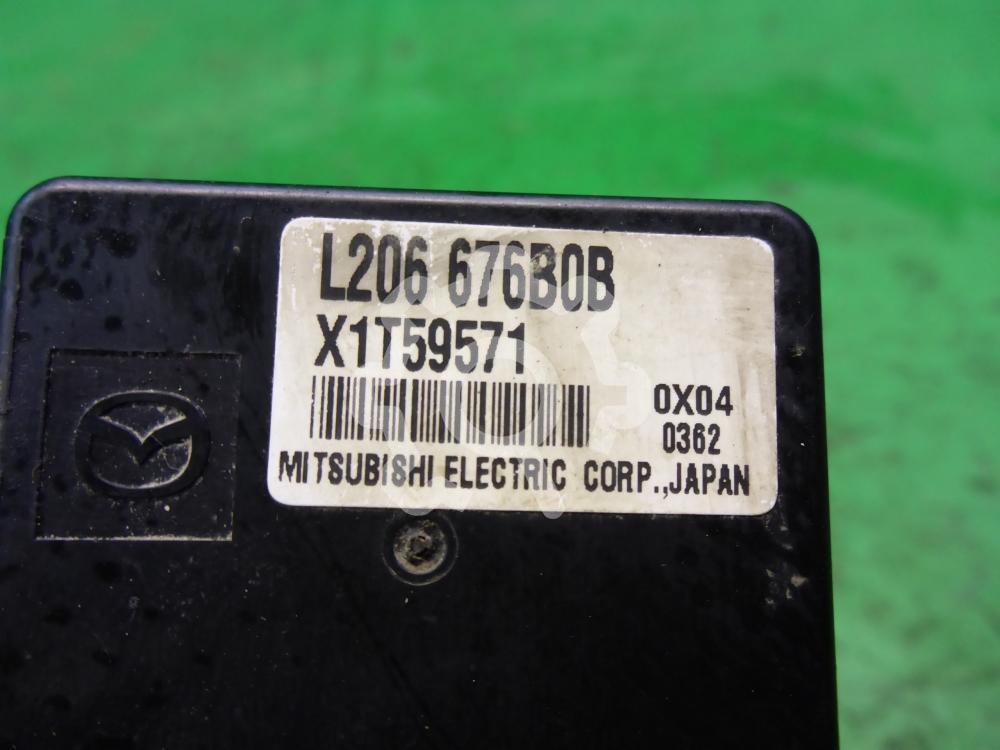 L206 676B0B
X1T59571
0X04
0362
MITSUBISHI ELECTRIC CORP.,JAPAN